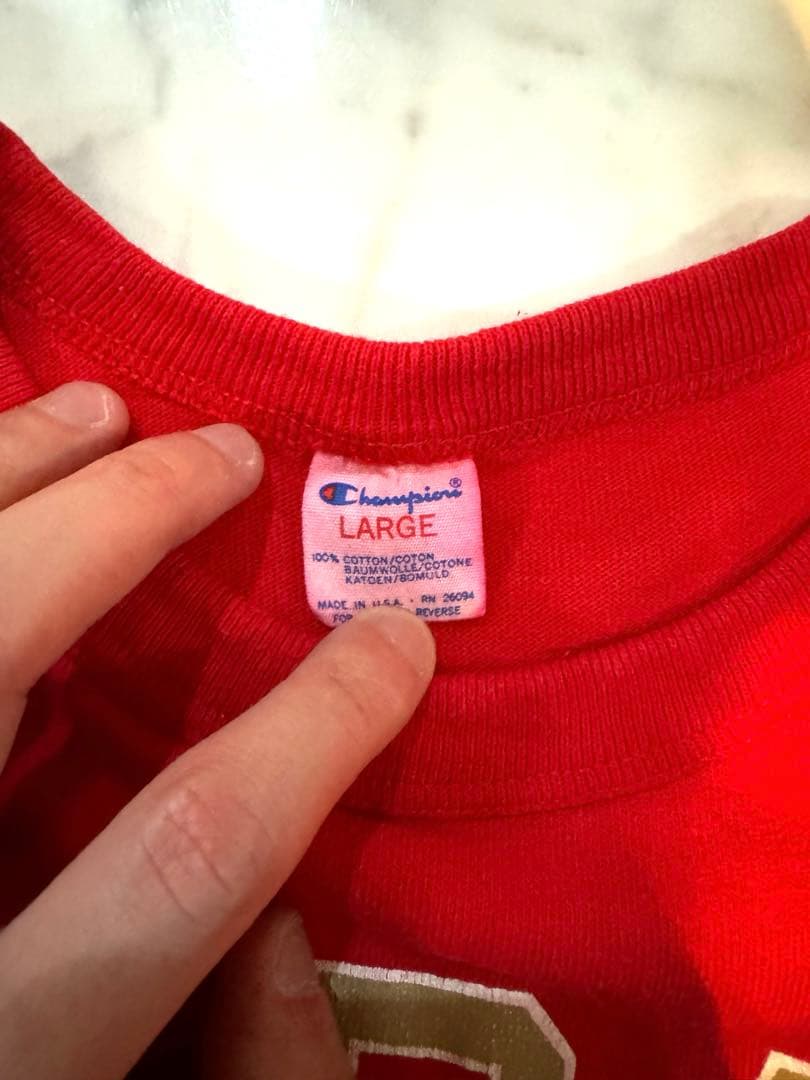 Champion®
LARGE
100% COTTON/COTON
BAUMWOLLE/COTONE
KATOEN/BOMULD
MADE IN U.S.A. · RN 26094
REVERSE